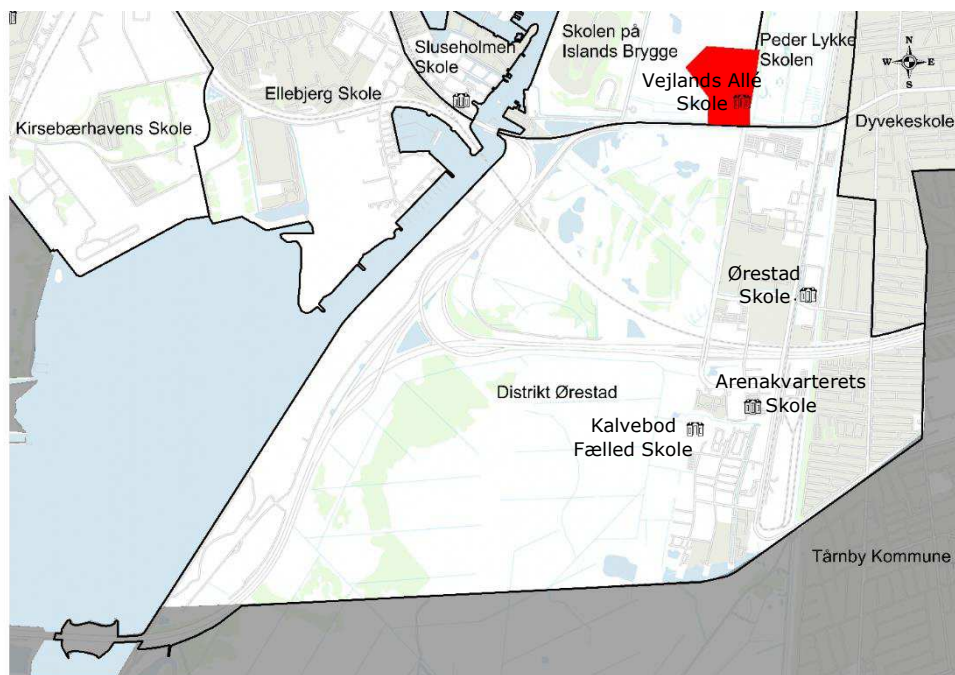 Sluseholmen
Skole
Skolen på
Islands Brygge
Peder Lykke
Skolen
N
W E
S
Ellebjerg Skole
Vejlands Allé
Skole
Kirsebærhavens Skole
Dyvekeskole
Ørestad
Skole
Arenakvarterets
Skole
Distrikt Ørestad
Kalvebod
Fælled Skole
Tårnby Kommune